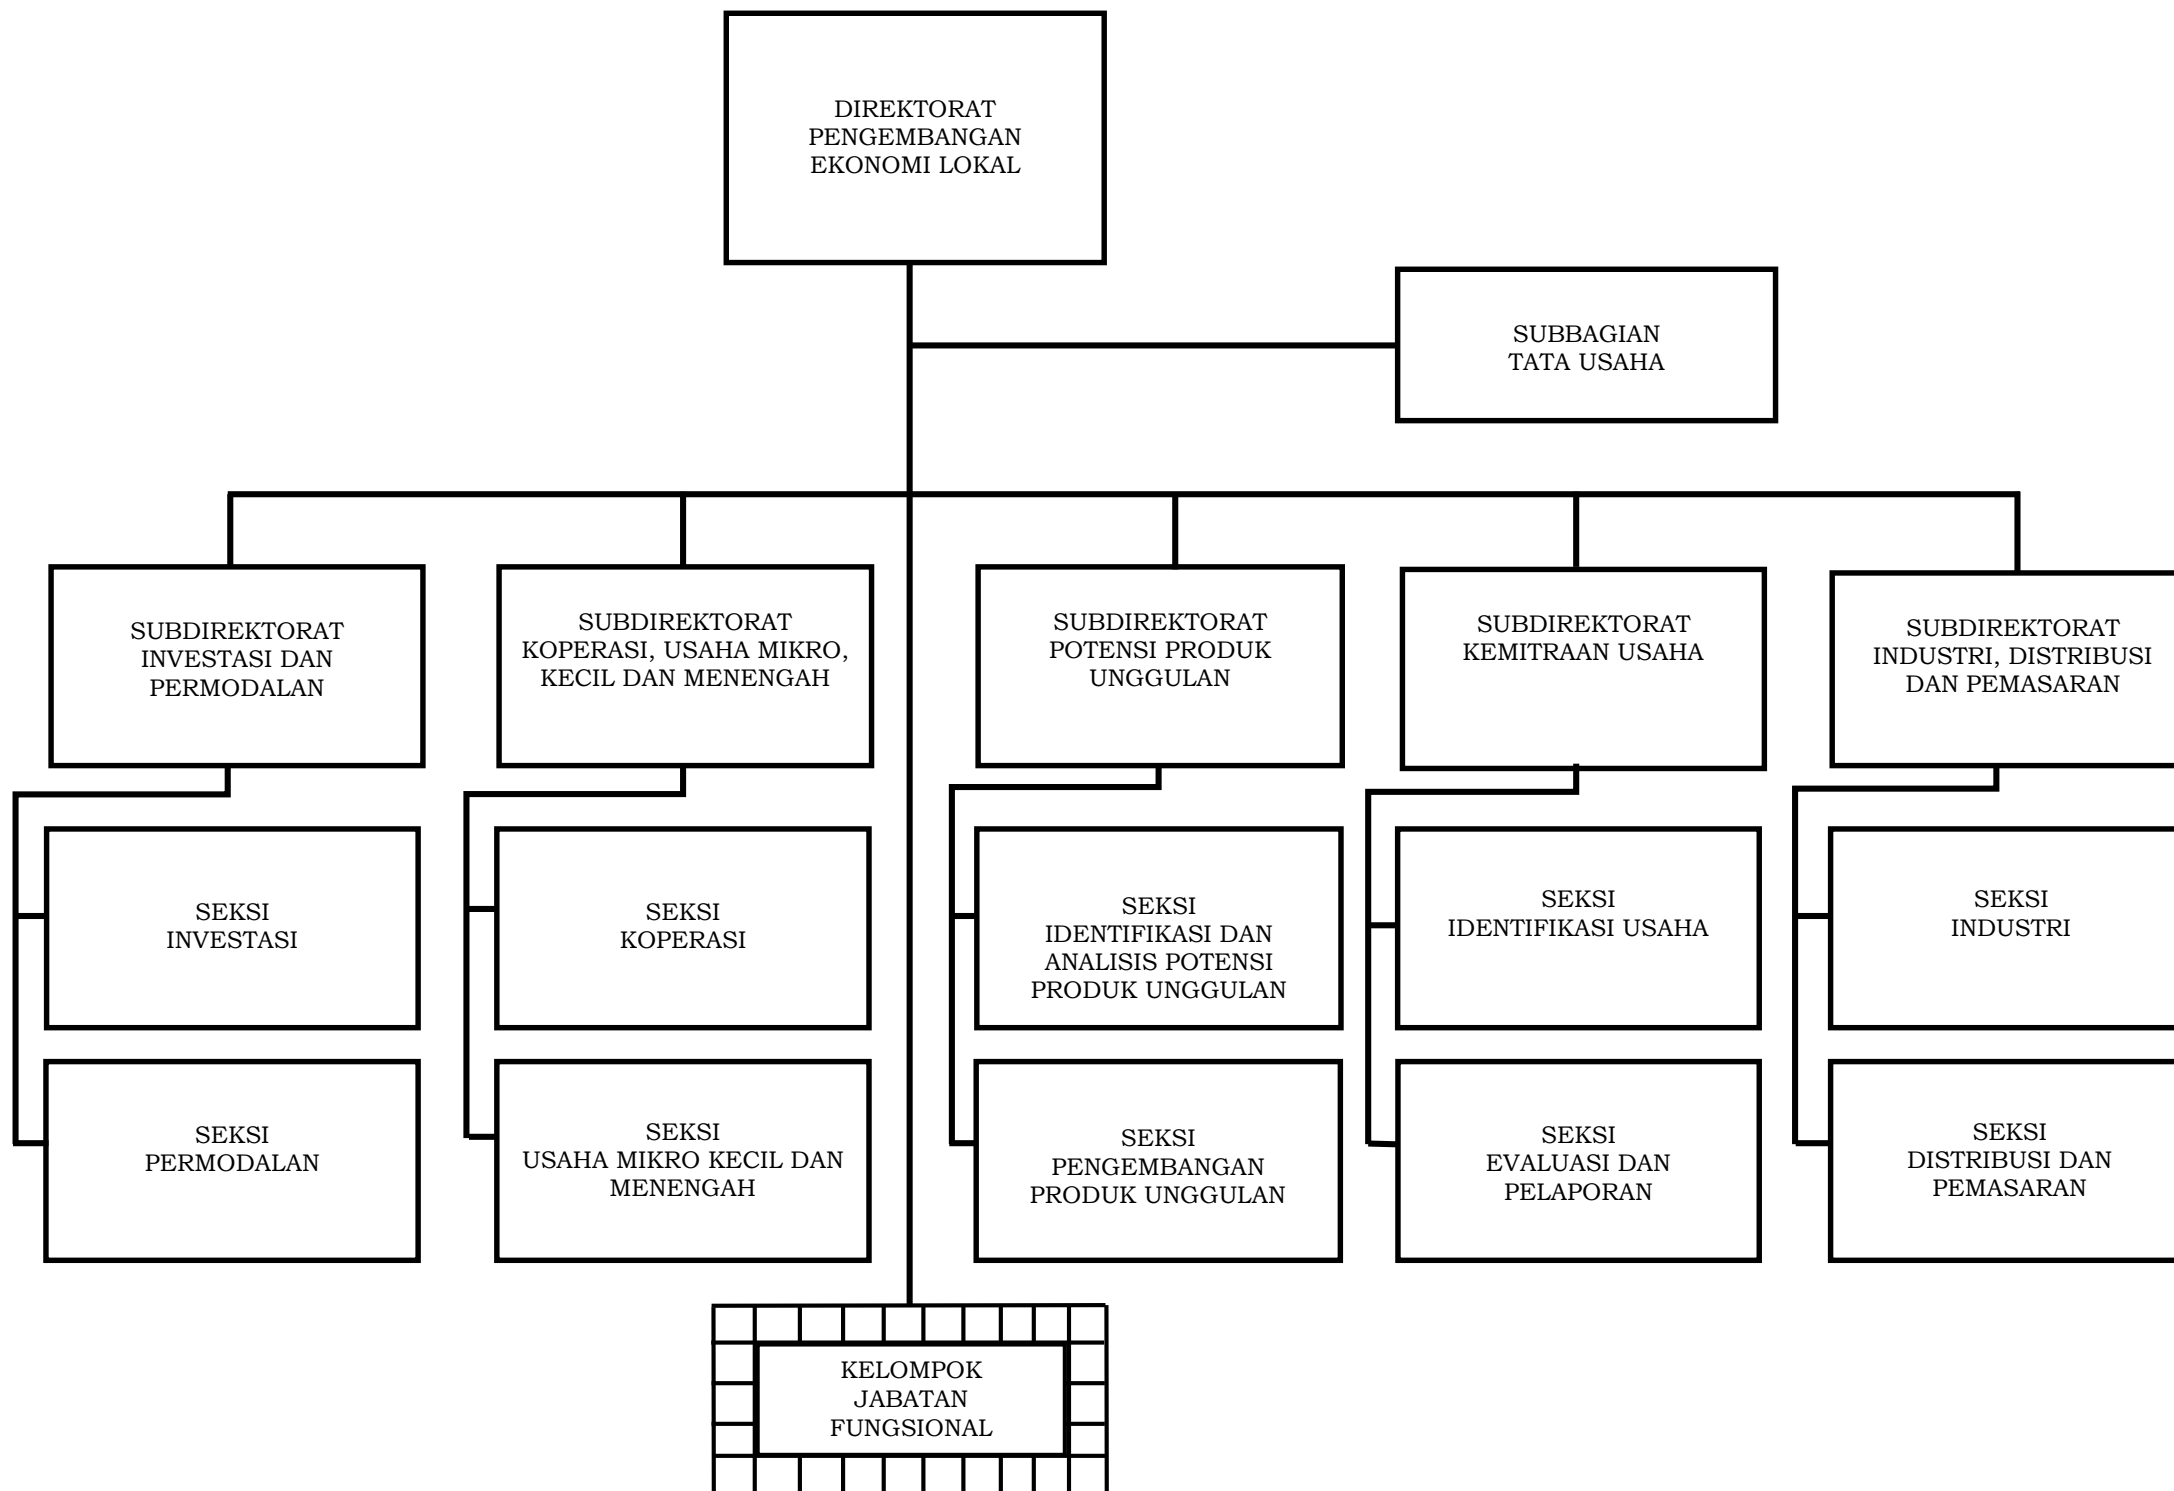 DIREKTORAT
PENGEMBANGAN
EKONOMI LOKAL
SUBBAGIAN
TATA USAHA
SUBDIREKTORAT
INVESTASI DAN
PERMODALAN
SUBDIREKTORAT
KOPERASI, USAHA MIKRO,
KECIL DAN MENENGAH
SUBDIREKTORAT
POTENSI PRODUK
UNGGULAN
SUBDIREKTORAT
KEMITRAAN USAHA
SUBDIREKTORAT
INDUSTRI, DISTRIBUSI
DAN PEMASARAN
SEKSI
INVESTASI
SEKSI
KOPERASI
SEKSI
IDENTIFIKASI DAN
ANALISIS POTENSI
PRODUK UNGGULAN
SEKSI
IDENTIFIKASI USAHA
SEKSI
INDUSTRI
SEKSI
PERMODALAN
SEKSI
USAHA MIKRO KECIL DAN
MENENGAH
SEKSI
PENGEMBANGAN
PRODUK UNGGULAN
SEKSI
EVALUASI DAN
PELAPORAN
SEKSI
DISTRIBUSI DAN
PEMASARAN
KELOMPOK
JABATAN
FUNGSIONAL